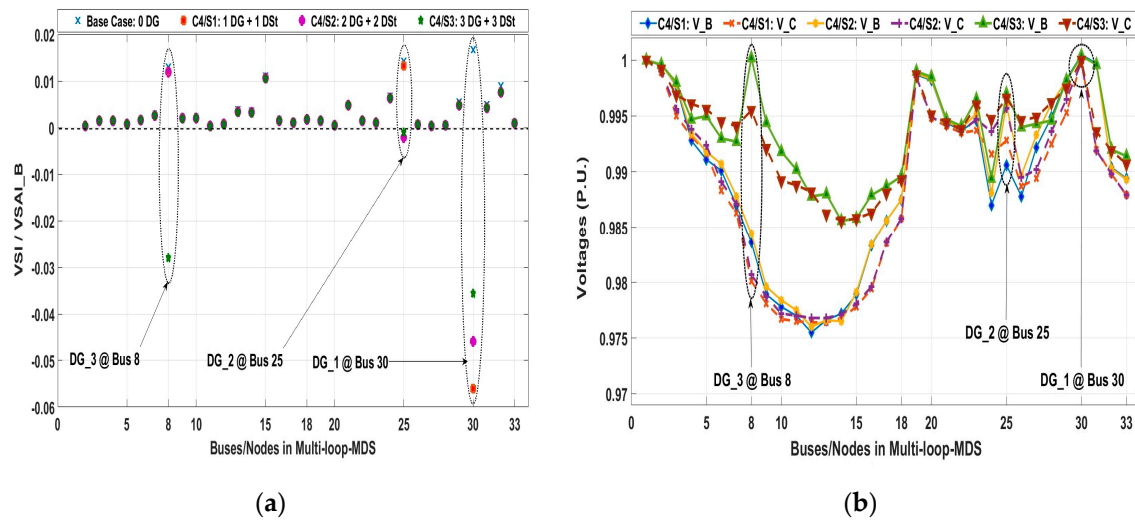 Base Case: 0 DG
C4/S1: 1 DG + 1 DSt
C4/S2: 2 DG + 2 DSt
C4/S3: 3 DG + 3 DSt
VSI / VSAI_B
0.02
0.01
0
-0.01
-0.02
-0.03
-0.04
-0.05
-0.06
DG_3 @ Bus 8
DG_2 @ Bus 25
DG_1 @ Bus 30
0 2 5 8 10 15 20 25 30 33
Buses/Nodes in Multi-loop-MDS
(a)
C4/S1: V_B
C4/S1: V_C
C4/S2: V_B
C4/S2: V_C
C4/S3: V_B
C4/S3: V_C
Voltages (P.U.)
1
0.995
0.99
0.985
0.98
0.975
0.97
DG_3 @ Bus 8
DG_2 @ Bus 25
DG_1 @ Bus 30
0 5 8 10 15 18 20 25 30 33
Buses/Nodes in Multi-loop-MDS
(b)